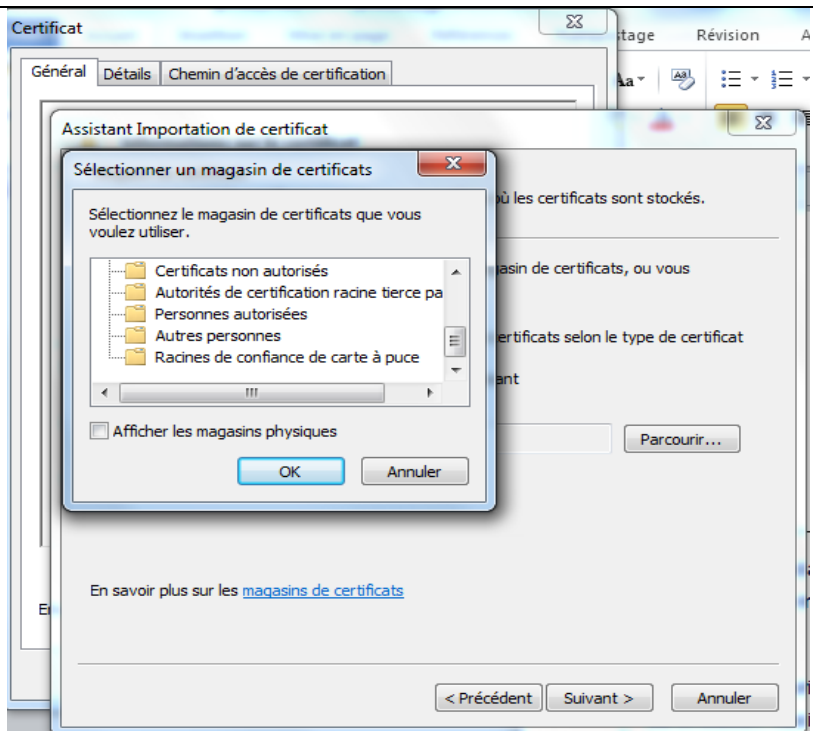 Certificat
Général Détails Chemin d'accès de certification
stage Révision
Assistant Importation de certificat
Sélectionner un magasin de certificats
Sélectionnez le magasin de certificats que vous
voulez utiliser.
Certificats non autorisés
Autorités de certification racine tierce pa
Personnes autorisées
Autres personnes
Racines de confiance de carte à puce
Afficher les magasins physiques
OK Annuler
où les certificats sont stockés.
asin de certificats, ou vous
ertificats selon le type de certificat
ant
Parcourir...
En savoir plus sur les magasins de certificats
< Précédent Suivant > Annuler